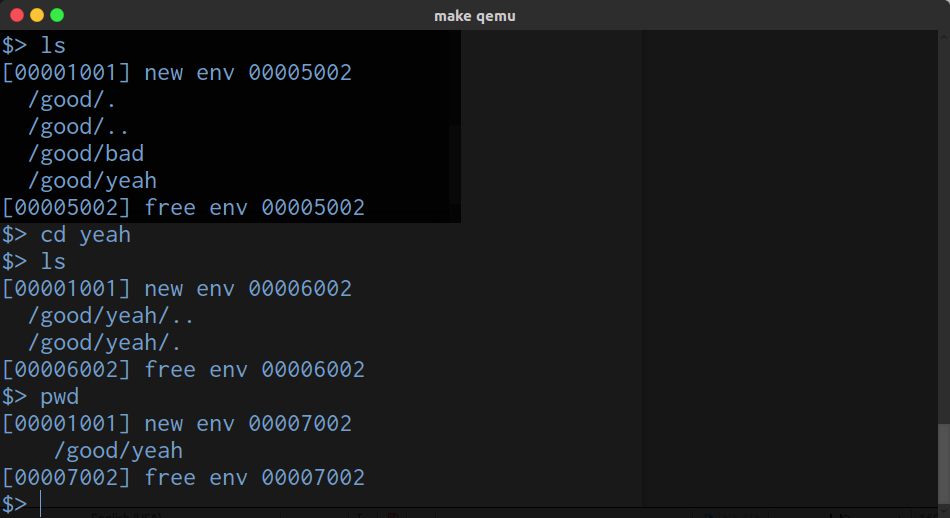 make qemu
$> ls
[00001001] new env 00005002
  /good/.
  /good/..
  /good/bad
  /good/yeah
[00005002] free env 00005002
$> cd yeah
$> ls
[00001001] new env 00006002
  /good/yeah/..
  /good/yeah/.
[00006002] free env 00006002
$> pwd
[00001001] new env 00007002
    /good/yeah
[00007002] free env 00007002
$>